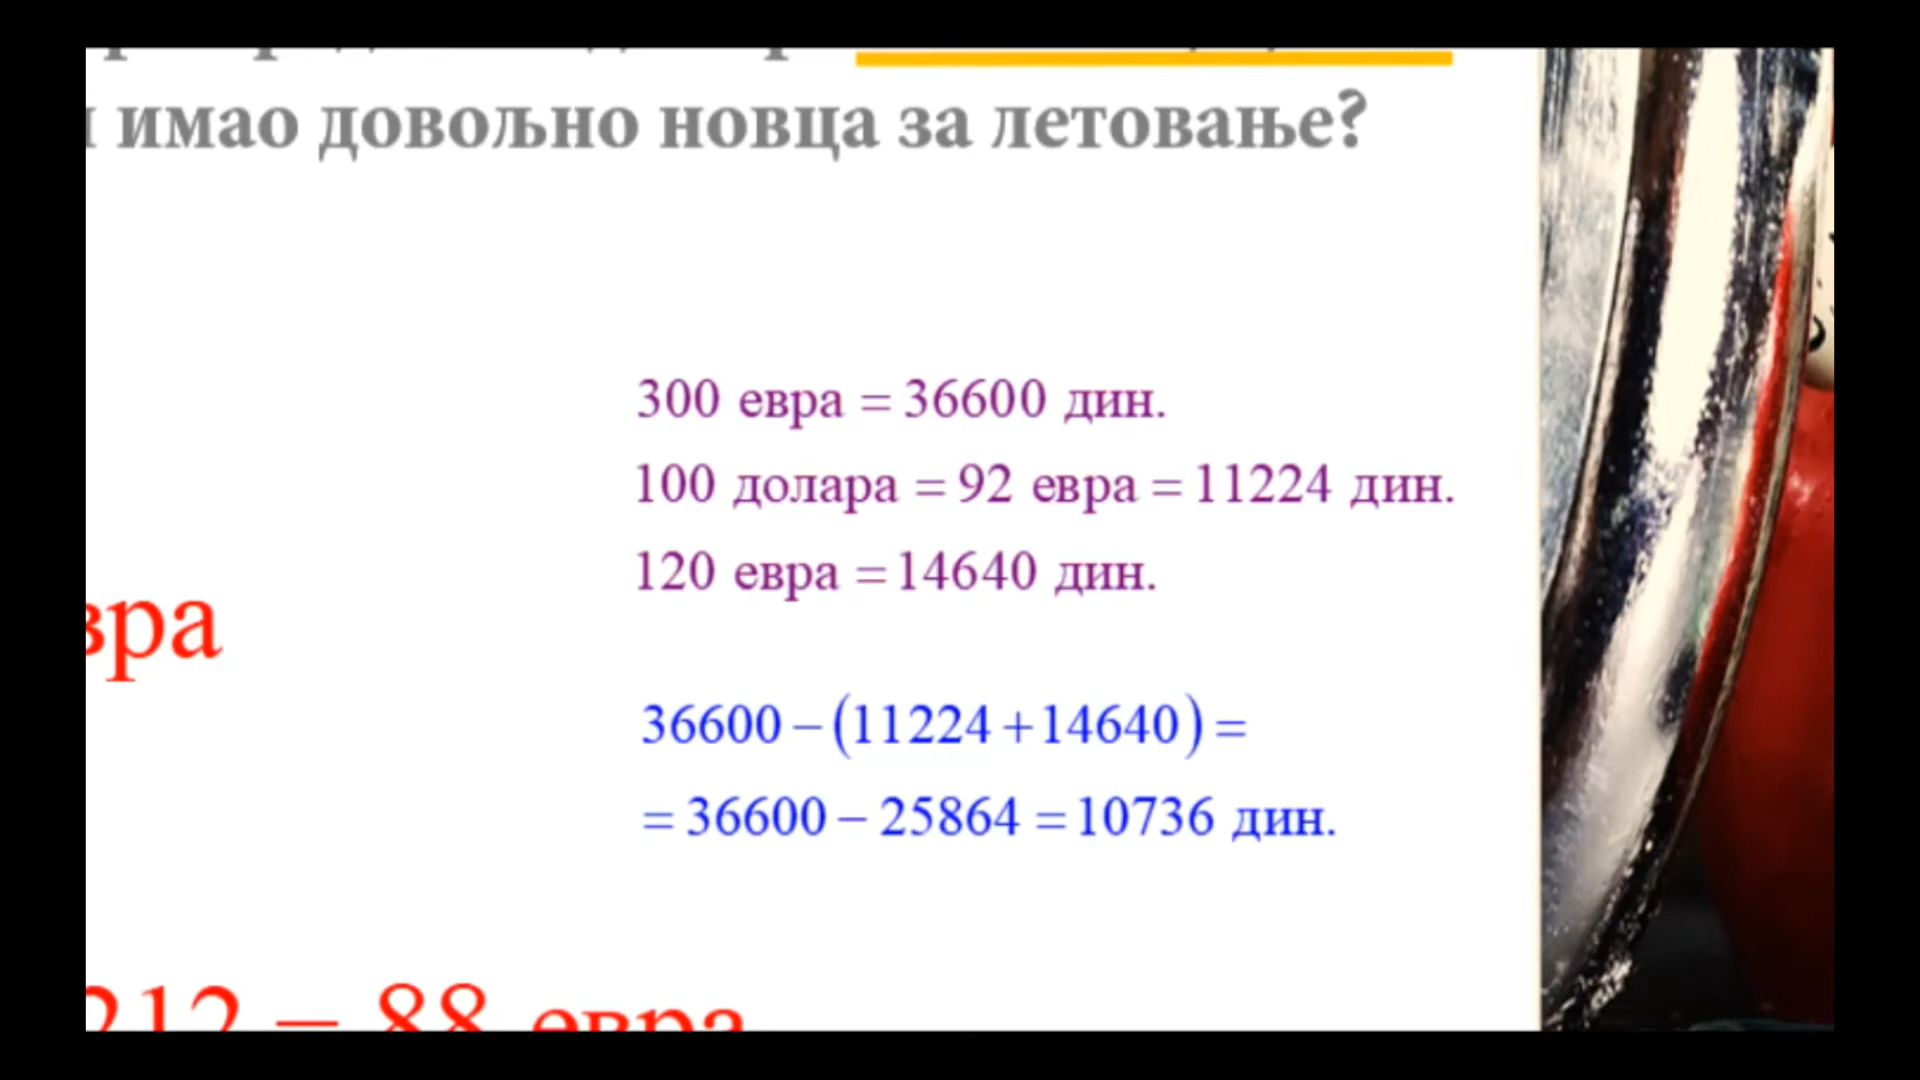 имао довољно новца за летовање?
300 евра = 36600 дин.
100 долара = 92 евра = 11224 дин.
120 евра = 14640 дин.
вра
36600 – (11224 + 14640) =
= 36600 – 25864 = 10736 дин.
212 = 88 евра